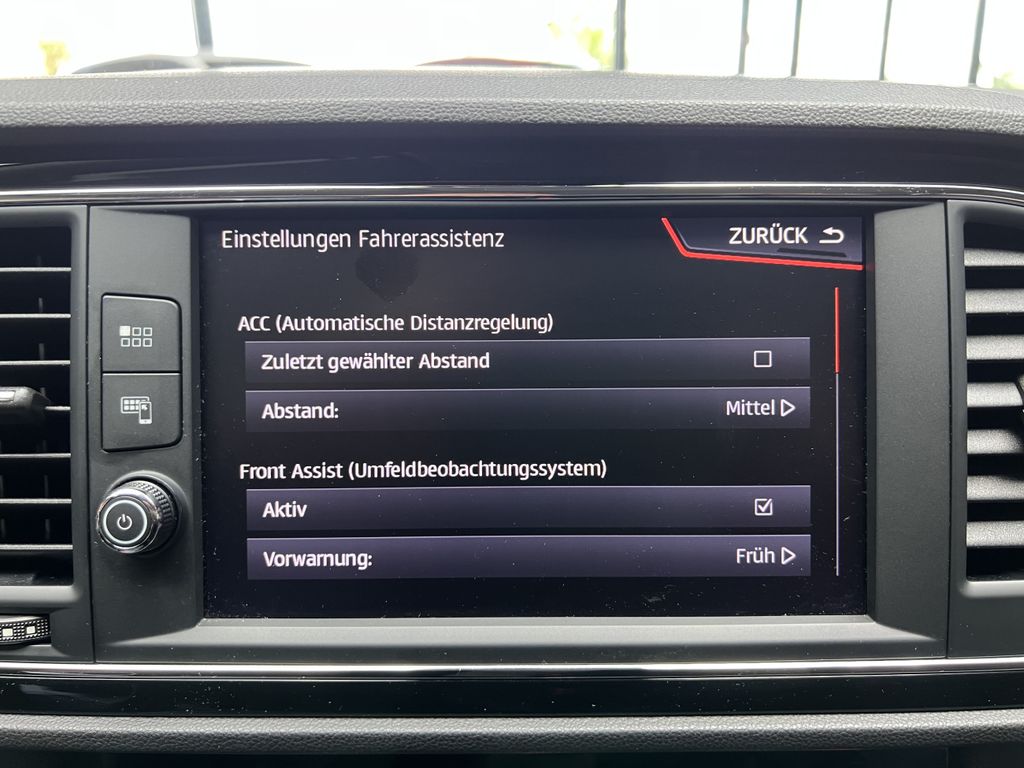 Einstellungen Fahrerassistenz
ZURÜCK
ACC (Automatische Distanzregelung)
Zuletzt gewählter Abstand
Abstand: Mittel
Front Assist (Umfeldbeobachtungssystem)
Aktiv
Vorwarnung: Früh